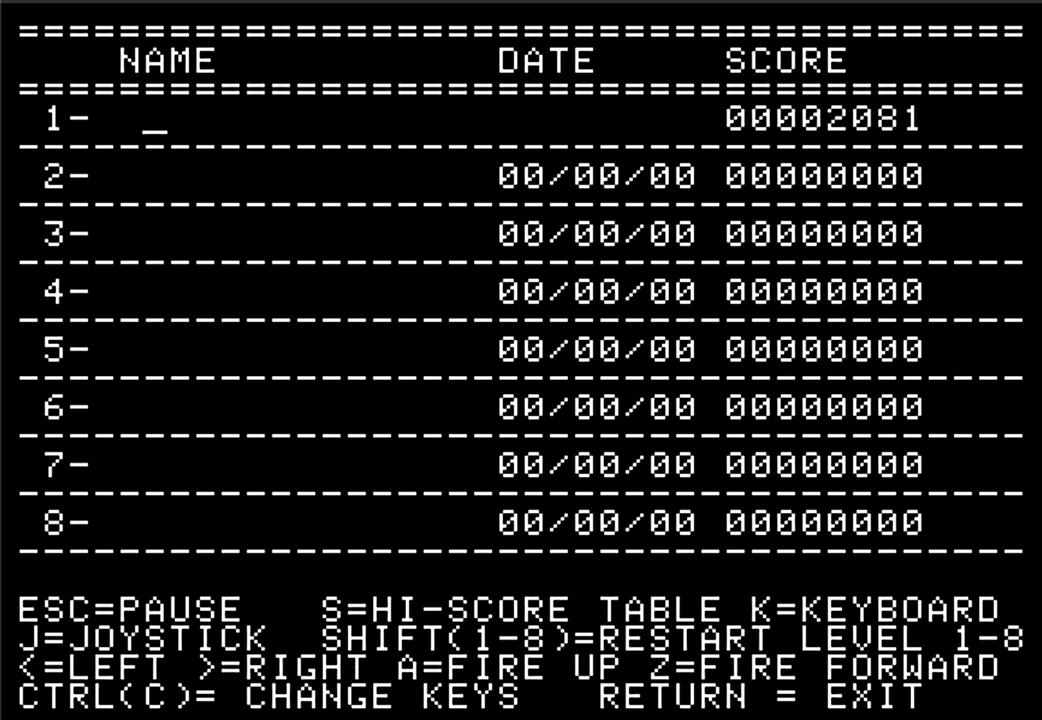 ========================================
NAME DATE SCORE
========================================
1- _ 00002081
----------------------------------------
2- 00/00/00 00000000
----------------------------------------
3- 00/00/00 00000000
----------------------------------------
4- 00/00/00 00000000
----------------------------------------
5- 00/00/00 00000000
----------------------------------------
6- 00/00/00 00000000
----------------------------------------
7- 00/00/00 00000000
----------------------------------------
8- 00/00/00 00000000
----------------------------------------
ESC=PAUSE S=HI-SCORE TABLE K=KEYBOARD
J=JOYSTICK SHIFT(1-8)=RESTART LEVEL 1-8
<=LEFT >=RIGHT A=FIRE UP Z=FIRE FORWARD
CTRL(C)= CHANGE KEYS RETURN = EXIT